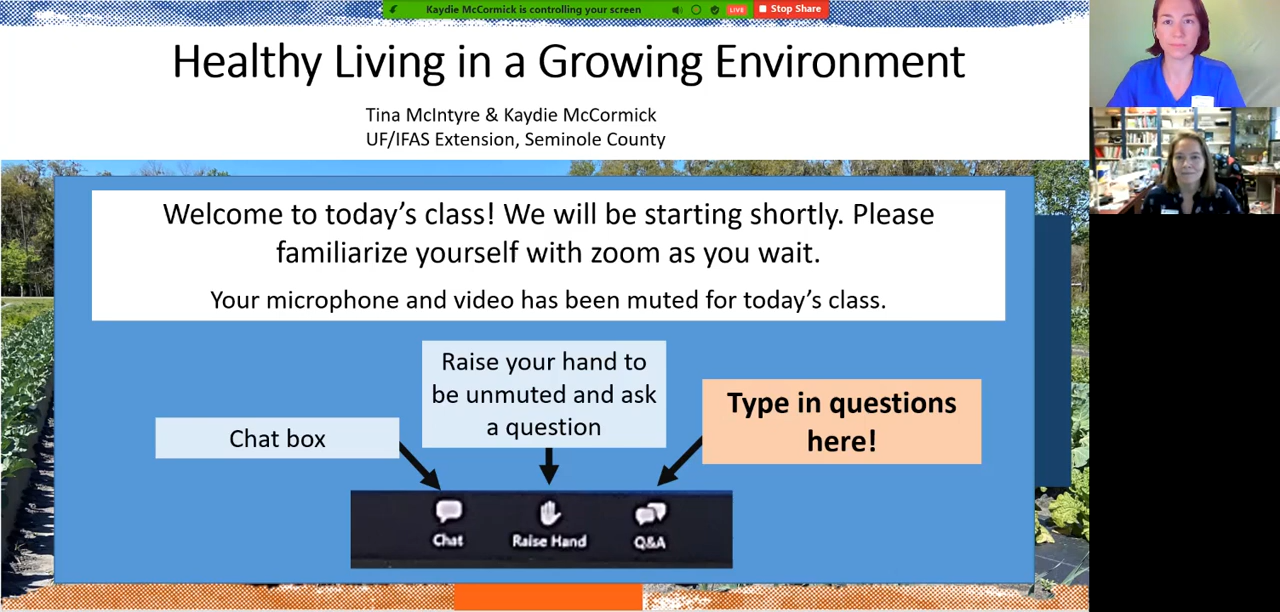 Kaydie McCormick is controlling your screen
LIVE
Stop Share
Healthy Living in a Growing Environment
Tina McIntyre & Kaydie McCormick
UF/IFAS Extension, Seminole County
Welcome to today’s class! We will be starting shortly. Please
familiarize yourself with zoom as you wait.
Your microphone and video has been muted for today’s class.
Raise your hand to
be unmuted and ask
a question
Type in questions
here!
Chat box
Chat
Raise Hand
Q&A